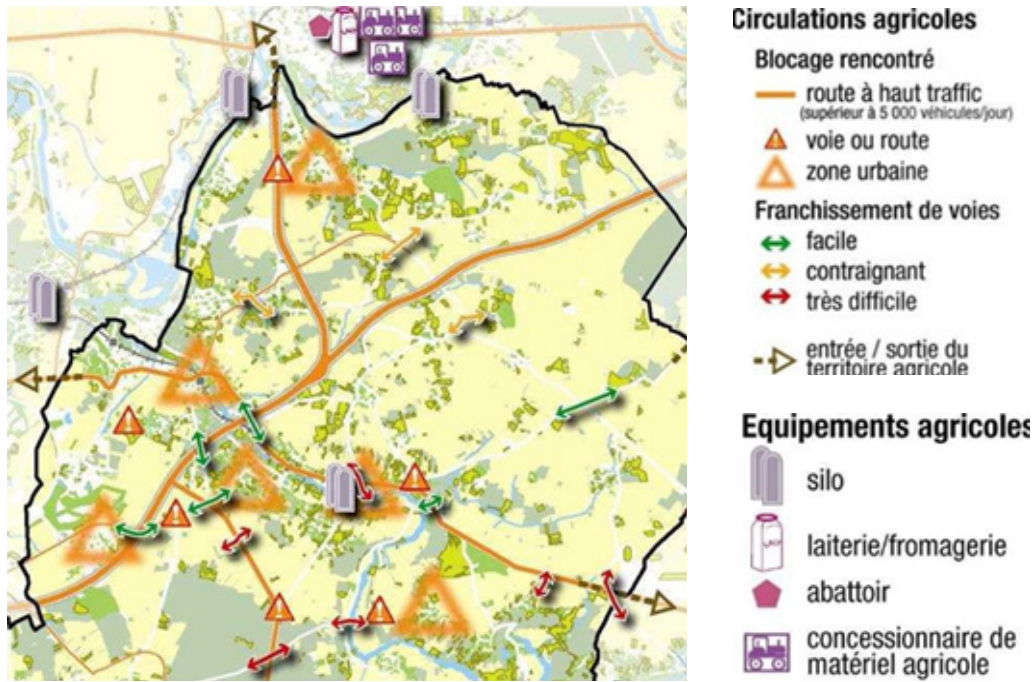 Circulations agricoles
Blocage rencontré
route à haut traffic
(supérieur à 5 000 véhicules/jour)
voie ou route
zone urbaine
Franchissement de voies
facile
contraignant
très difficile
entrée / sortie du
territoire agricole
Equipements agricoles
silo
laiterie/fromagerie
abattoir
concessionnaire de
matériel agricole